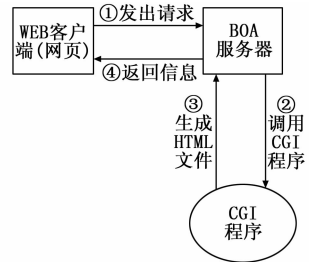 ①发出请求
WEB客户
端(网页)
BOA
服务器
④返回信息
③
生成
HTML
文件
②
调用
CGI
程序
CGI
程序